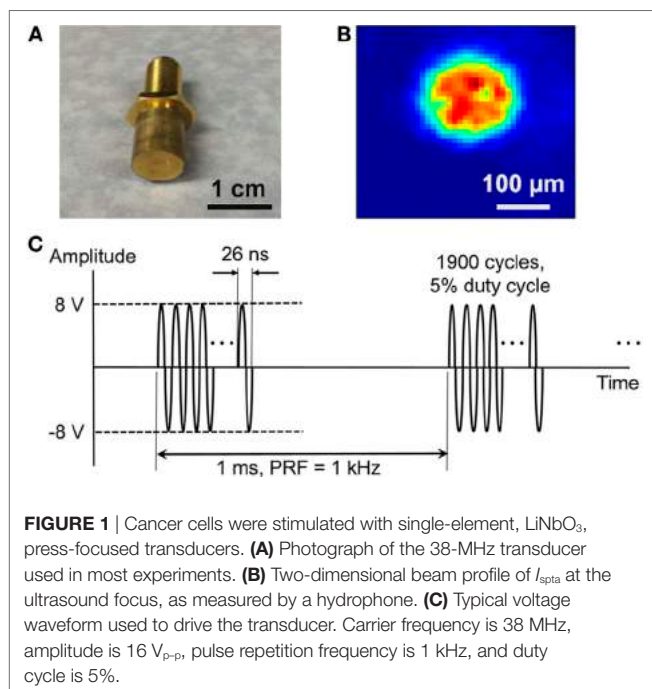 A
B
1 cm
100 µm
C
Amplitude
26 ns
1900 cycles,
5% duty cycle
8 V
...
...
...
Time
-8 V
1 ms, PRF = 1 kHz
FIGURE 1 | Cancer cells were stimulated with single-element, LiNbO₃,
press-focused transducers. (A) Photograph of the 38-MHz transducer
used in most experiments. (B) Two-dimensional beam profile of Iₛₚₜₐ at the
ultrasound focus, as measured by a hydrophone. (C) Typical voltage
waveform used to drive the transducer. Carrier frequency is 38 MHz,
amplitude is 16 Vₚ₋ₚ, pulse repetition frequency is 1 kHz, and duty
cycle is 5%.